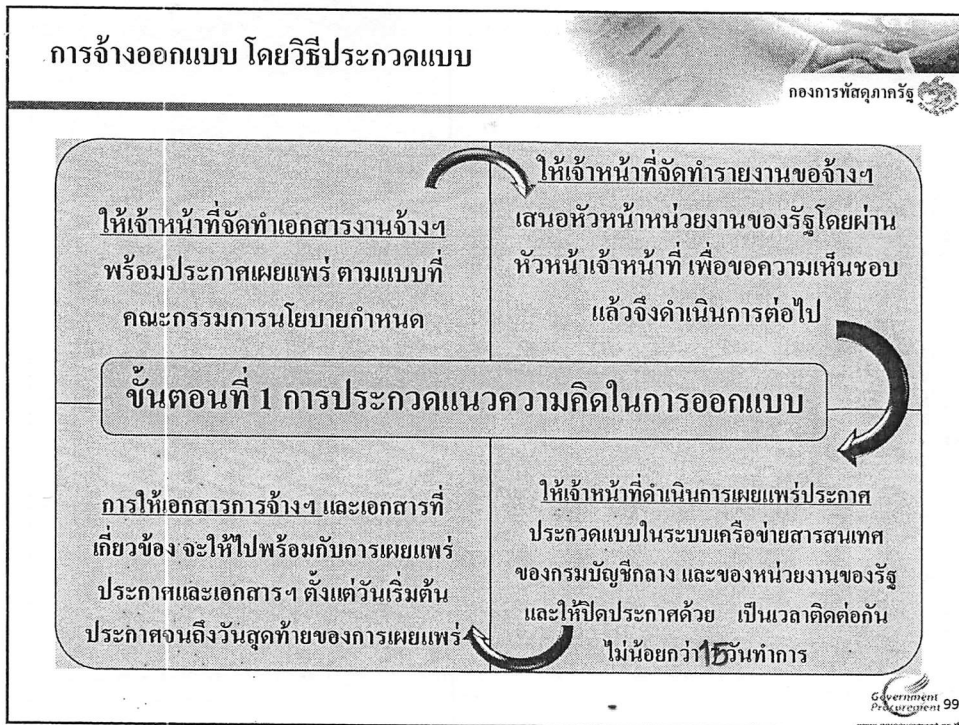 การจ้างออกแบบ โดยวิธีประกวดแบบ
กองการพัสดุภาครัฐ
ให้เจ้าหน้าที่จัดทำเอกสารงานจ้างฯ
พร้อมประกาศเผยแพร่ ตามแบบที่
คณะกรรมการนโยบายกำหนด
ให้เจ้าหน้าที่จัดทำรายงานขอจ้างฯ
เสนอหัวหน้าหน่วยงานของรัฐโดยผ่าน
หัวหน้าเจ้าหน้าที่ เพื่อขอความเห็นชอบ
แล้วจึงดำเนินการต่อไป
ขั้นตอนที่ 1 การประกวดแนวความคิดในการออกแบบ
การให้เอกสารการจ้างฯ และเอกสารที่
เกี่ยวข้อง จะให้ไปพร้อมกับการเผยแพร่
ประกาศและเอกสารฯ ตั้งแต่วันเริ่มต้น
ประกาศจนถึงวันสุดท้ายของการเผยแพร่
ให้เจ้าหน้าที่ดำเนินการเผยแพร่ประกาศ
ประกวดแบบในระบบเครือข่ายสารสนเทศ
ของกรมบัญชีกลาง และของหน่วยงานของรัฐ
และให้ปิดประกาศด้วย เป็นเวลาติดต่อกัน
ไม่น้อยกว่า 15 วันทำการ
Government
Procurement 99